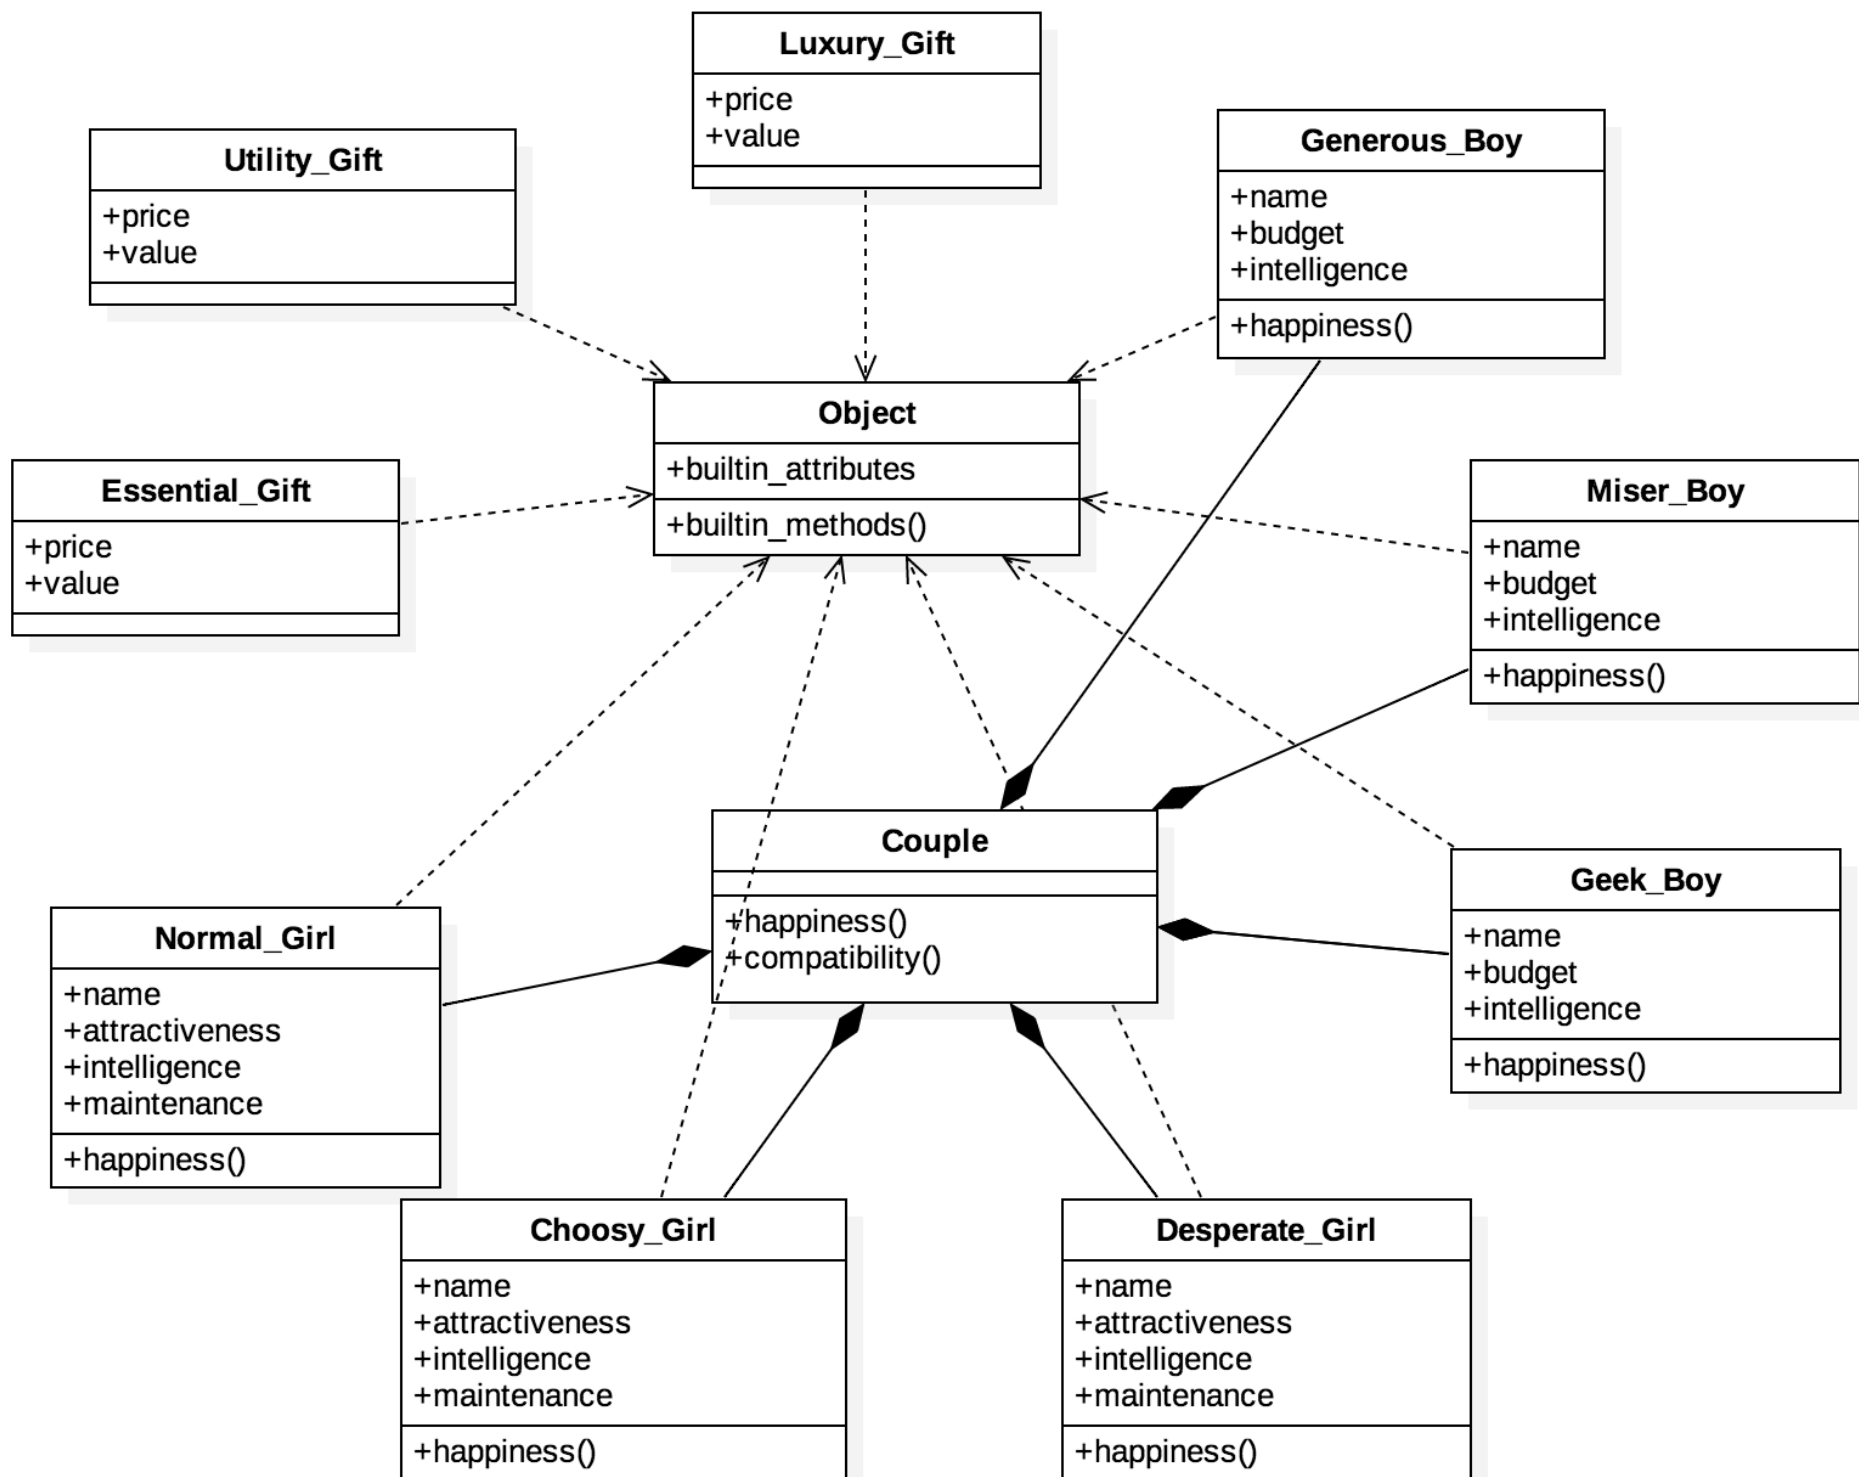 Luxury_Gift
+price
+value
Utility_Gift
+price
+value
Generous_Boy
+name
+budget
+intelligence
+happiness()
Object
+builtin_attributes
+builtin_methods()
Essential_Gift
+price
+value
Miser_Boy
+name
+budget
+intelligence
+happiness()
Couple
+happiness()
+compatibility()
Geek_Boy
+name
+budget
+intelligence
+happiness()
Normal_Girl
+name
+attractiveness
+intelligence
+maintenance
+happiness()
Choosy_Girl
+name
+attractiveness
+intelligence
+maintenance
+happiness()
Desperate_Girl
+name
+attractiveness
+intelligence
+maintenance
+happiness()